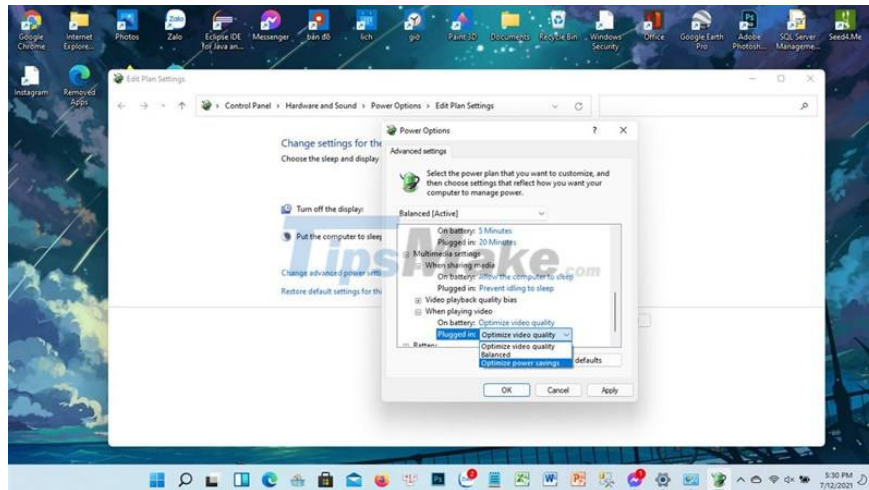 Google Chrome
Internet Explore...
Photos
Zalo
Eclipse IDE for Java an...
Messenger
bản đồ
lịch
giờ
Paint 3D
Documents
Recycle Bin
Windows Security
Office
Google Earth Pro
Adobe Photosh...
SQL Server Manageme...
Seed4.Me
Instagram
Removed Apps
Edit Plan Settings
Control Panel > Hardware and Sound > Power Options > Edit Plan Settings
Change settings for the
Choose the sleep and display
Turn off the display:
Put the computer to sleep
Change advanced power setti
Restore default settings for thi
Power Options
Advanced settings
Select the power plan that you want to customize, and
then choose settings that reflect how you want your
computer to manage power.
Balanced [Active]
On battery: 5 Minutes
Plugged in: 20 Minutes
Multimedia settings
When sharing media
On battery: Allow the computer to sleep
Plugged in: Prevent idling to sleep
Video playback quality bias
When playing video
On battery: Optimize video quality
Plugged in: Optimize video quality
Optimize video quality
Balanced
Optimize power savings
Battery
defaults
OK Cancel Apply
TipsMake.com
5:30 PM
7/12/2021